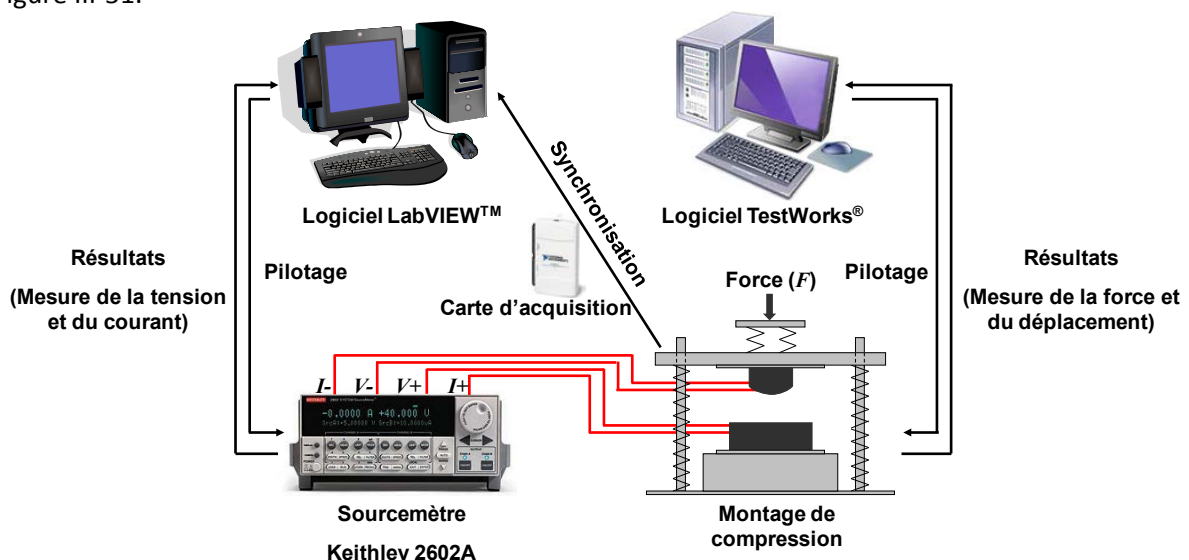 Figure III-51.
Logiciel LabVIEW™
Logiciel TestWorks®
Synchronisation
Carte d’acquisition
Résultats
(Mesure de la tension
et du courant)
Pilotage
Force (F)
Pilotage
Résultats
(Mesure de la force et
du déplacement)
I- V- V+ I+
-0.0000 A +40.000 V
Sourcemètre
Keithley 2602A
Montage de
compression